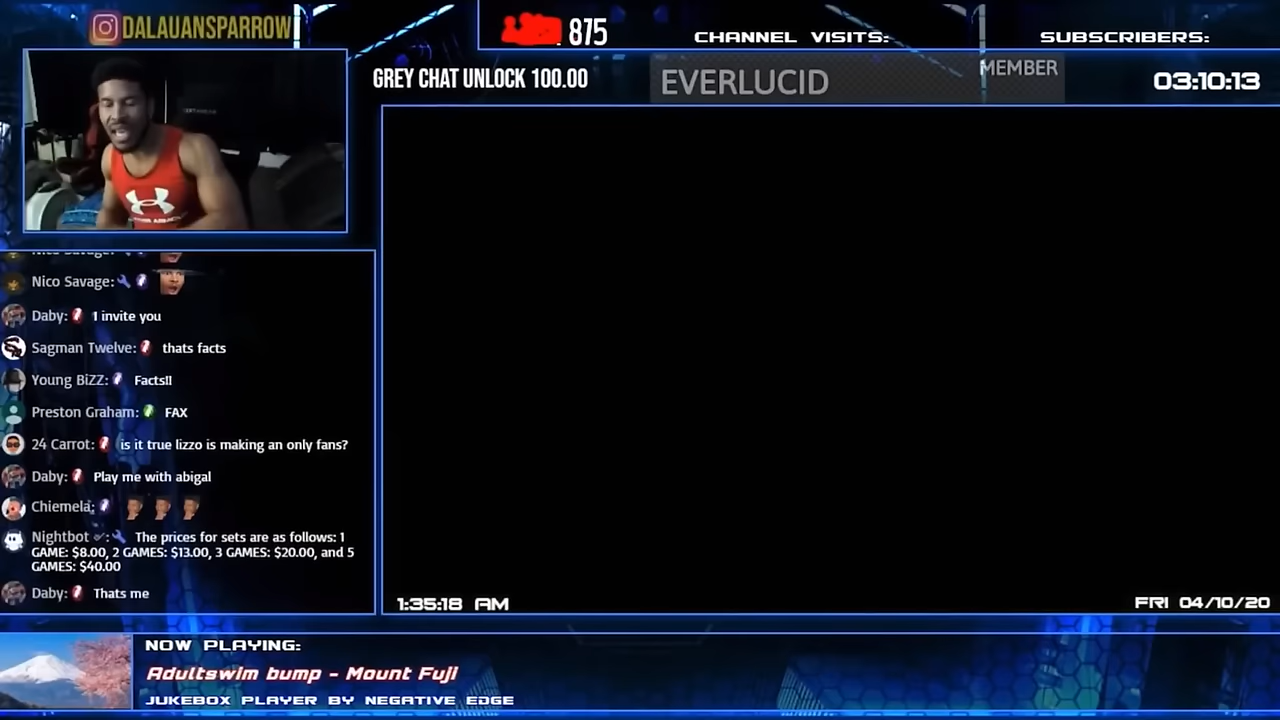 DALAUANSPARROW
875
CHANNEL VISITS:
SUBSCRIBERS:
GREY CHAT UNLOCK 100.00
EVERLUCID
MEMBER
03:10:13
Nico Savage:
Nico Savage:
Daby: 1 invite you
Sagman Twelve: thats facts
Young BiZZ: Facts!!
Preston Graham: FAX
24 Carrot: is it true lizzo is making an only fans?
Daby: Play me with abigal
Chiemela:
Nightbot: The prices for sets are as follows: 1
GAME: $8.00, 2 GAMES: $13.00, 3 GAMES: $20.00, and 5
GAMES: $40.00
Daby: Thats me
1:35:18 AM
FRI 04/10/20
NOW PLAYING:
Adultswim bump - Mount Fuji
JUKEBOX PLAYER BY NEGATIVE EDGE